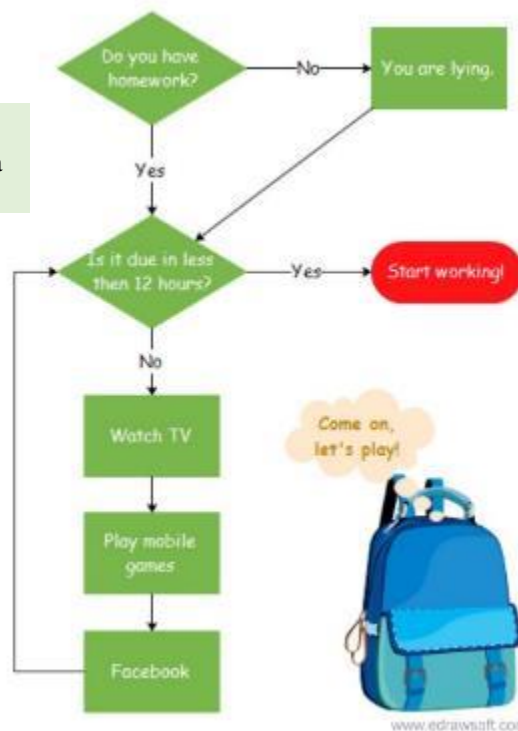 Do you have
homework?
No
You are lying.
Yes
Is it due in less
then 12 hours?
Yes
Start working!
No
Watch TV
Come on,
let's play!
Play mobile
games
Facebook
www.edrawsoft.com